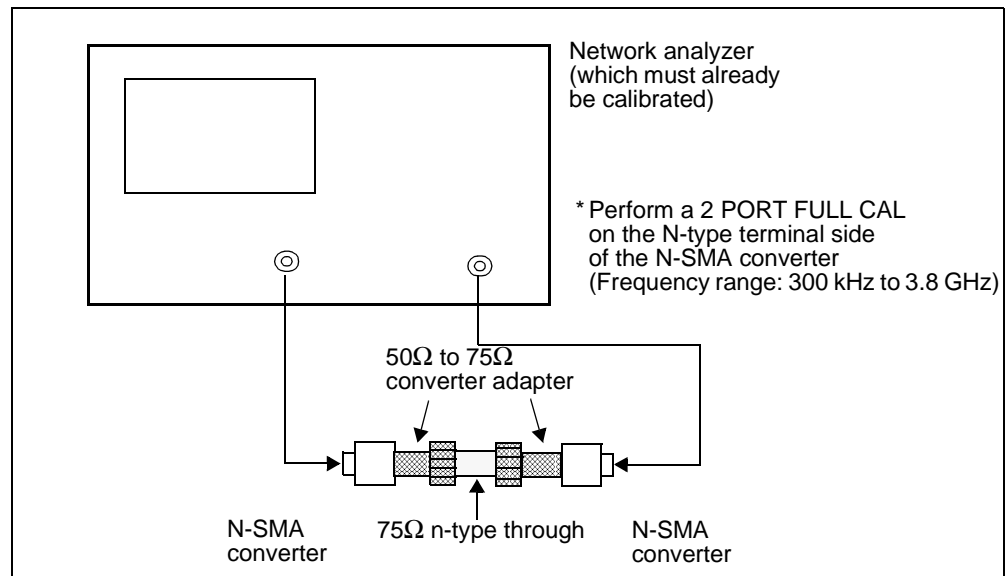 Network analyzer
(which must already
be calibrated)
* Perform a 2 PORT FULL CAL
on the N-type terminal side
of the N-SMA converter
(Frequency range: 300 kHz to 3.8 GHz)
50Ω to 75Ω
converter adapter
N-SMA
converter
75Ω n-type through
N-SMA
converter